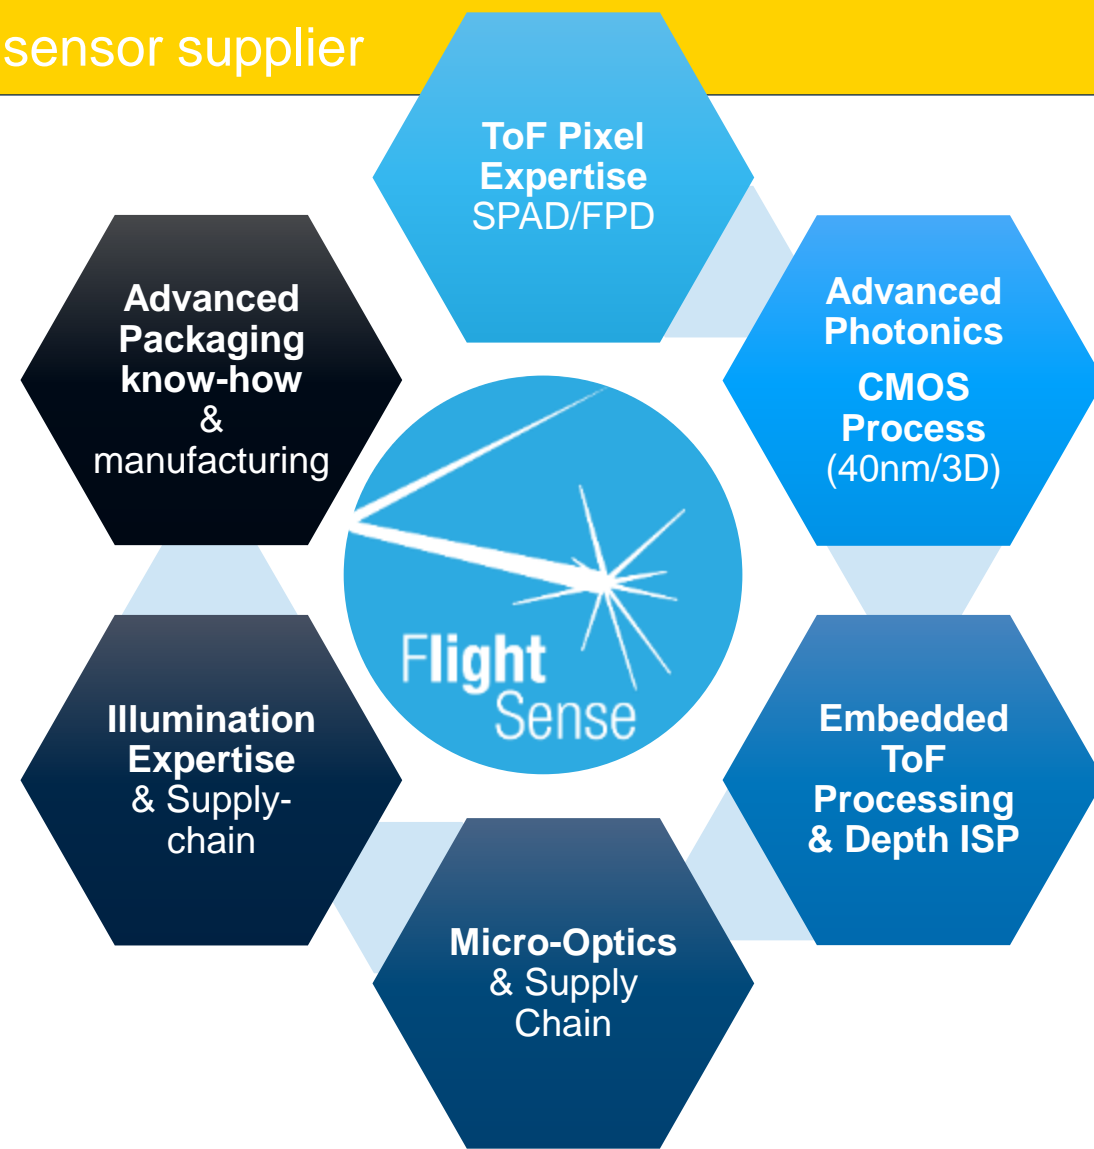 sensor supplier
ToF Pixel
Expertise
SPAD/FPD
Advanced
Photonics
CMOS
Process
(40nm/3D)
Embedded
ToF
Processing
& Depth ISP
Micro-Optics
& Supply
Chain
Illumination
Expertise
& Supply-
chain
Advanced
Packaging
know-how
&
manufacturing
Flight
Sense